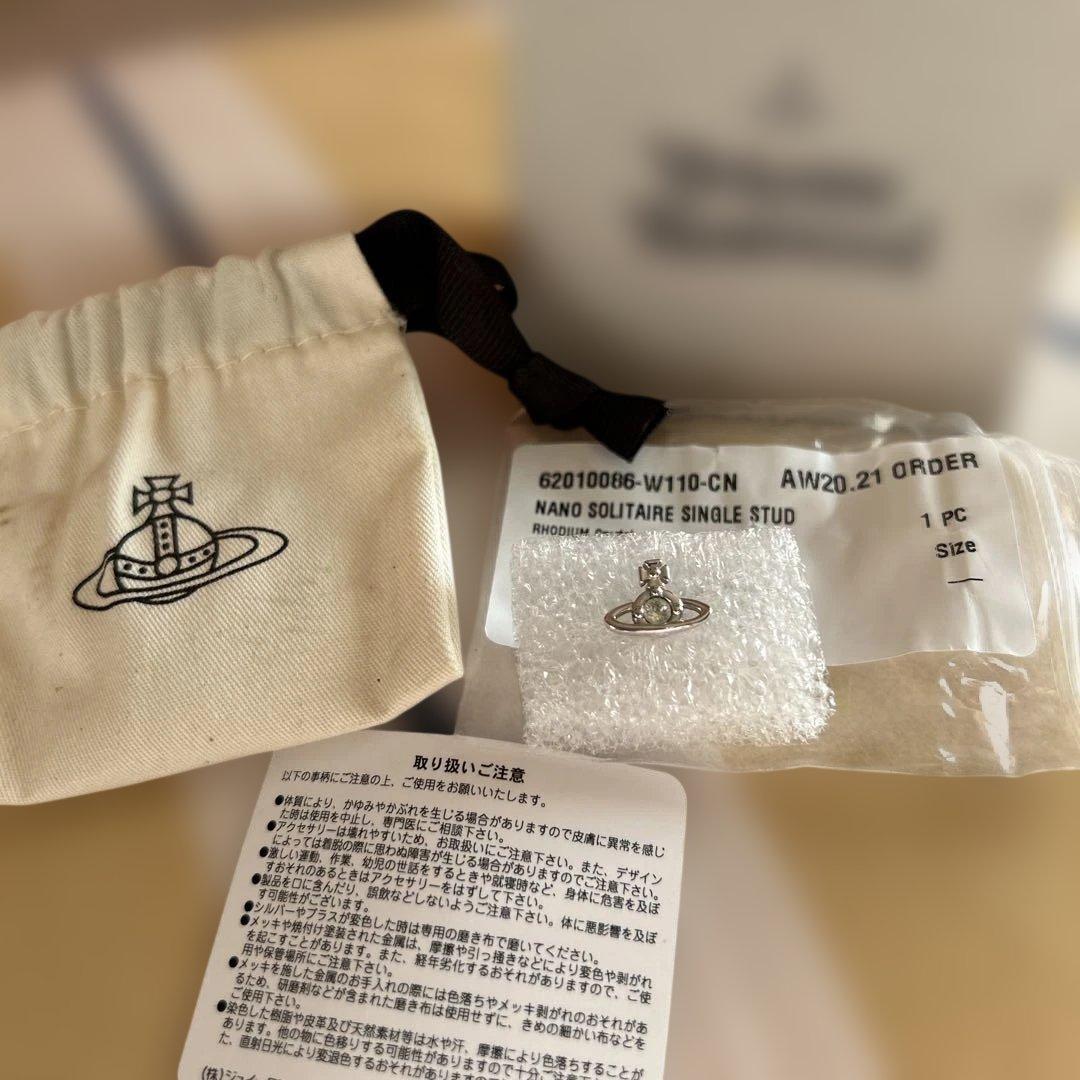 62010086-W110-CN AW20.21 ORDER
NANO SOLITAIRE SINGLE STUD
1 PC
RHODIUM
Size
取り扱いご注意
以下の事柄にご注意の上、ご使用をお願いいたします。
●体質により、かゆみやかぶれを生じる場合がありますので皮膚に異常を感じ
た時は使用を中止し、専門医にご相談下さい。
●アクセサリーは壊れやすいため、お取扱いにご注意下さい。また、デザイン
によっては着脱の際に思わぬ障害が生じる場合がありますのでご注意下さい。
●激しい運動、作業、幼児の世話をするときや就寝時など、身体に危害を及ぼ
すおそれのあるときはアクセサリーをはずして下さい。
●製品を口に含んだり、誤飲などしないようご注意下さい。体に悪影響を及ぼ
す可能性がございます。
●シルバーやブラスが変色した時は専用の磨き布で磨いてください。
●メッキや焼付け塗装された金属は、摩擦や引っ掻きなどにより変色や剥がれ
を起こすことがあります。また、経年劣化するおそれがありますので、ご使
用や保管場所にご注意下さい。
●メッキを施した金属のお手入れの際には色落ちやメッキ剥がれのおそれがあ
るため、研磨剤などが含まれた磨き布は使用せずに、きめの細かい布などを
ご使用下さい。
●染色した樹脂や皮革及び天然素材等は水や汗、摩擦により色落ちすることが
あります。他の物に色移りする可能性がありますので十分ご注意下
た、直射日光により変退色するおそれがありますので
(株)ジョイ